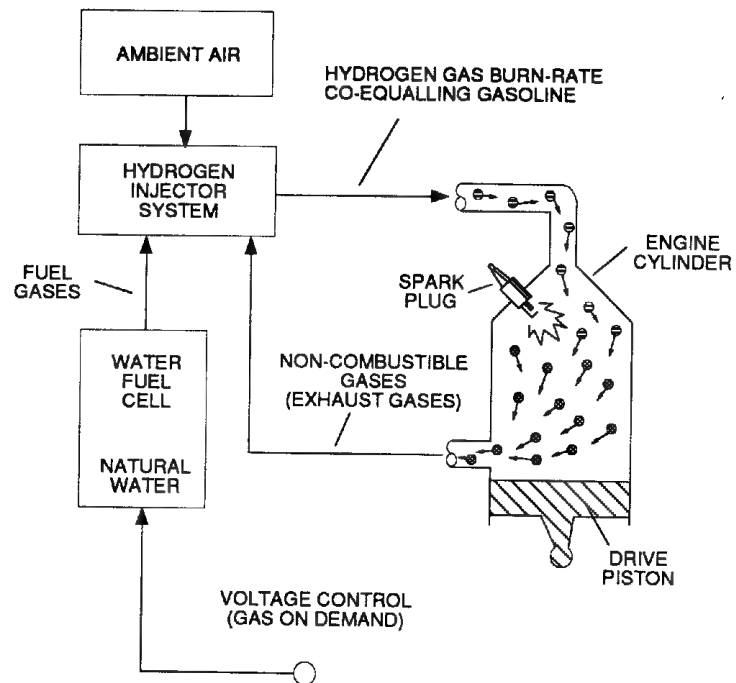 AMBIENT AIR
HYDROGEN GAS BURN-RATE
CO-EQUALLING GASOLINE
HYDROGEN
INJECTOR
SYSTEM
ENGINE
CYLINDER
FUEL
GASES
SPARK
PLUG
WATER
FUEL
CELL
NON-COMBUSTIBLE
GASES
(EXHAUST GASES)
NATURAL
WATER
DRIVE
PISTON
VOLTAGE CONTROL
(GAS ON DEMAND)